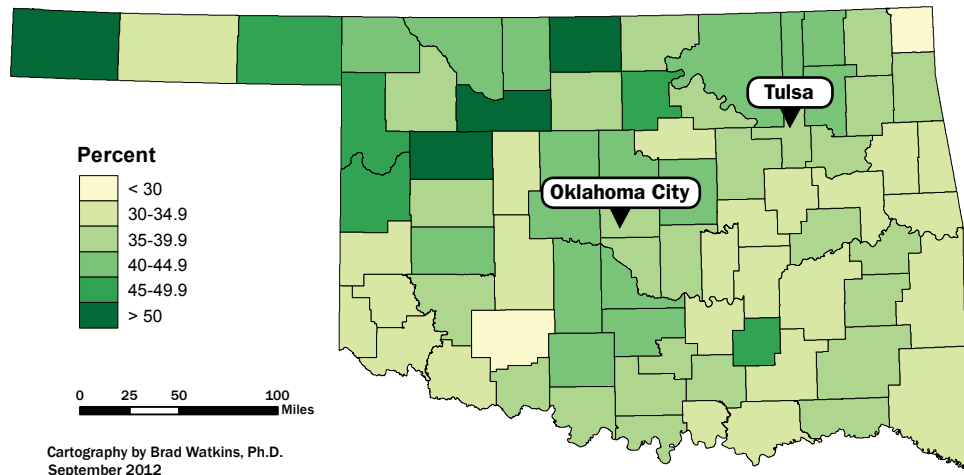 Tulsa
Oklahoma City
Percent
< 30
30-34.9
35-39.9
40-44.9
45-49.9
> 50
0 25 50 100
Miles
Cartography by Brad Watkins, Ph.D.
September 2012